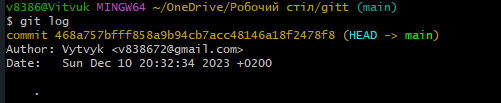 v8386@Vitvuk MINGW64 ~/OneDrive/Робочий стіл/gitt (main)
$ git log
commit 468a757bfff858a9b94cb7acc48146a18f2478f8 (HEAD -> main)
Author: Vytvyk <v838672@gmail.com>
Date:   Sun Dec 10 20:32:34 2023 +0200
.